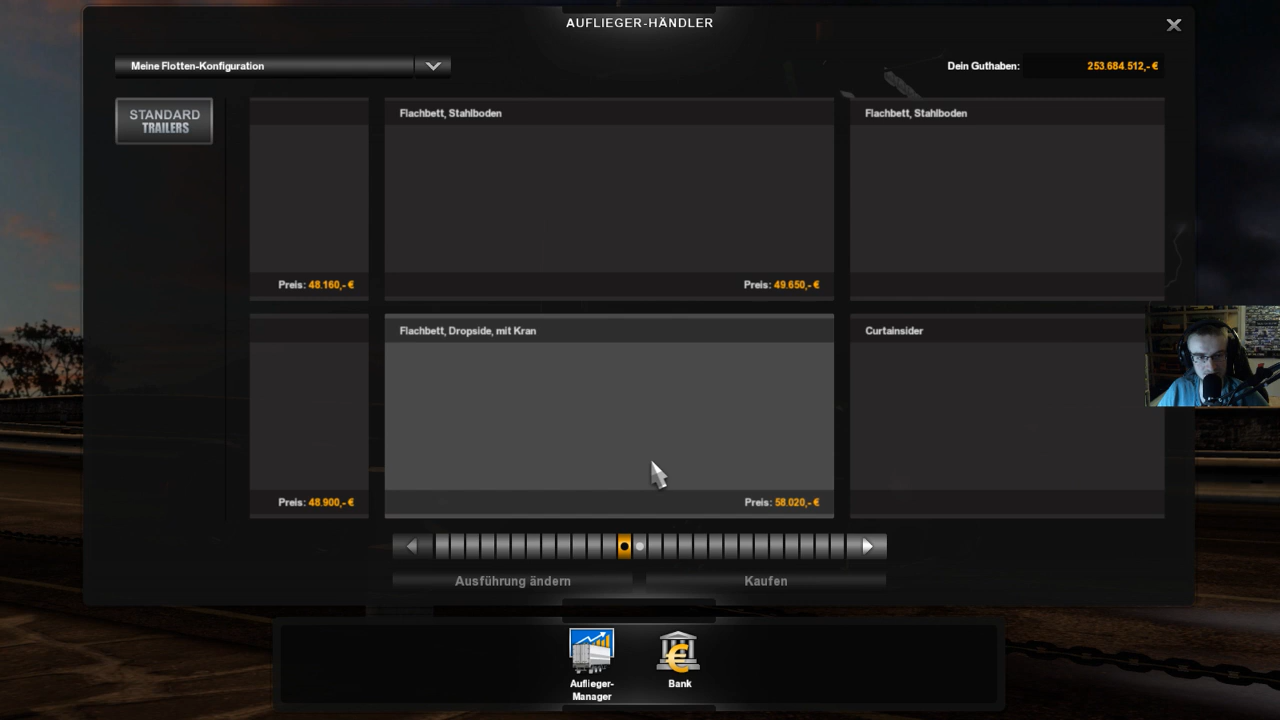 AUFLIEGER-HÄNDLER
Meine Flotten-Konfiguration
Dein Guthaben: 253.684.512,- €
STANDARD
TRAILERS
Flachbett, Stahlboden
Flachbett, Stahlboden
Preis: 48.160,- €
Preis: 49.650,- €
Flachbett, Dropside, mit Kran
Curtainsider
Preis: 48.900,- €
Preis: 58.020,- €
Ausführung ändern
Kaufen
Auflieger-
Manager
Bank